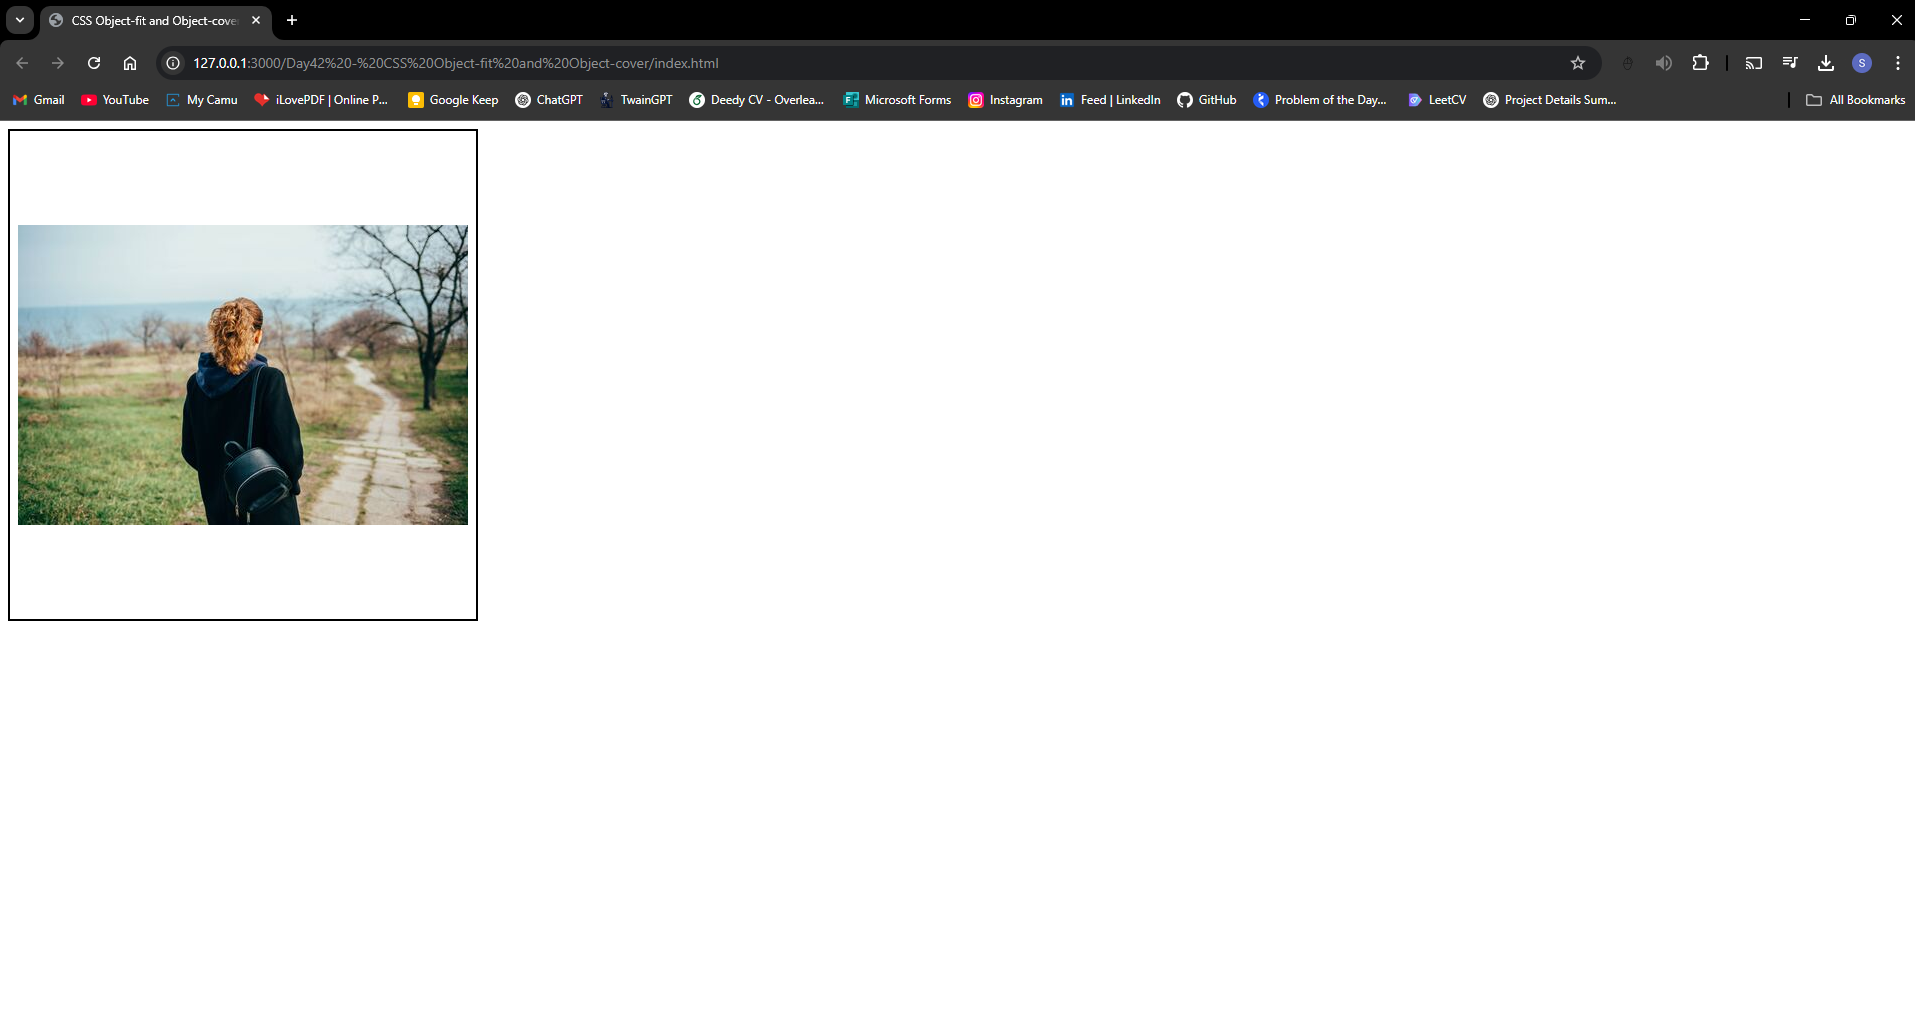 CSS Object-fit and Object-cove
127.0.0.1:3000/Day42%20-%20CSS%20Object-fit%20and%20Object-cover/index.html
S
Gmail YouTube My Camu iLovePDF | Online P... Google Keep ChatGPT TwainGPT Deedy CV - Overlea... Microsoft Forms Instagram Feed | LinkedIn GitHub Problem of the Day... LeetCV Project Details Sum... All Bookmarks